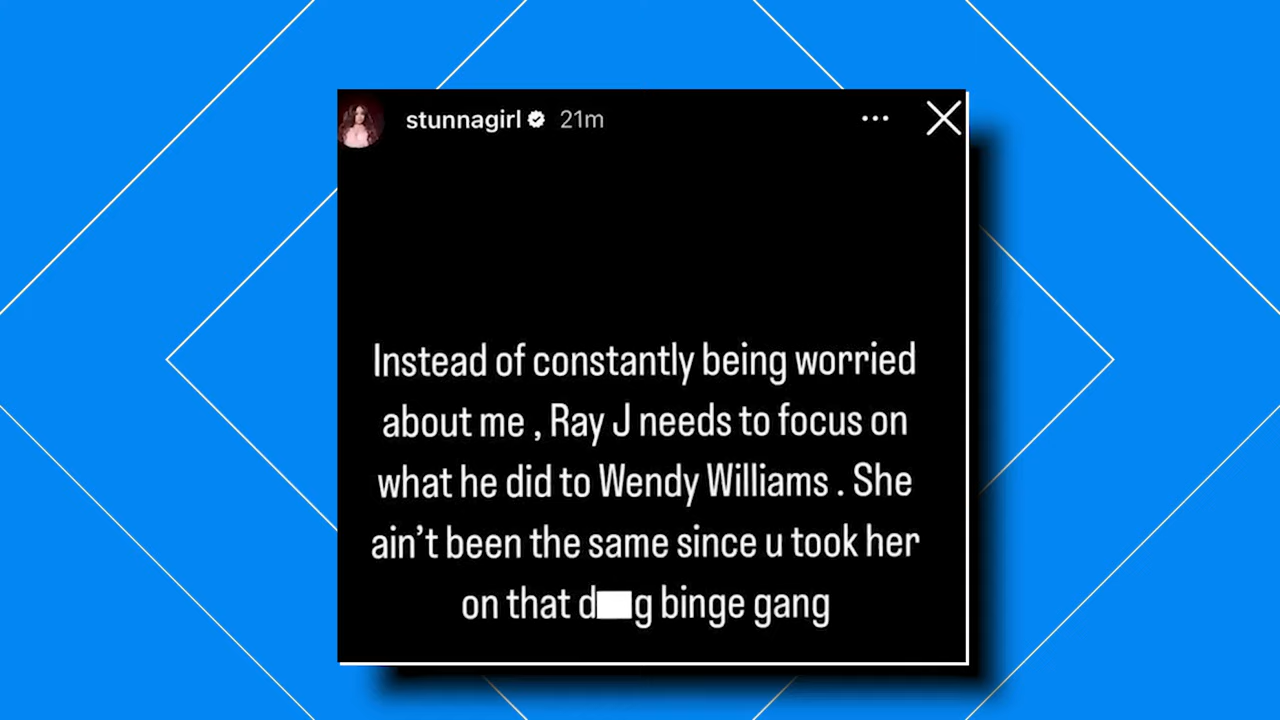 stunnagirl 21m
Instead of constantly being worried
about me , Ray J needs to focus on
what he did to Wendy Williams . She
ain't been the same since u took her
on that d g binge gang